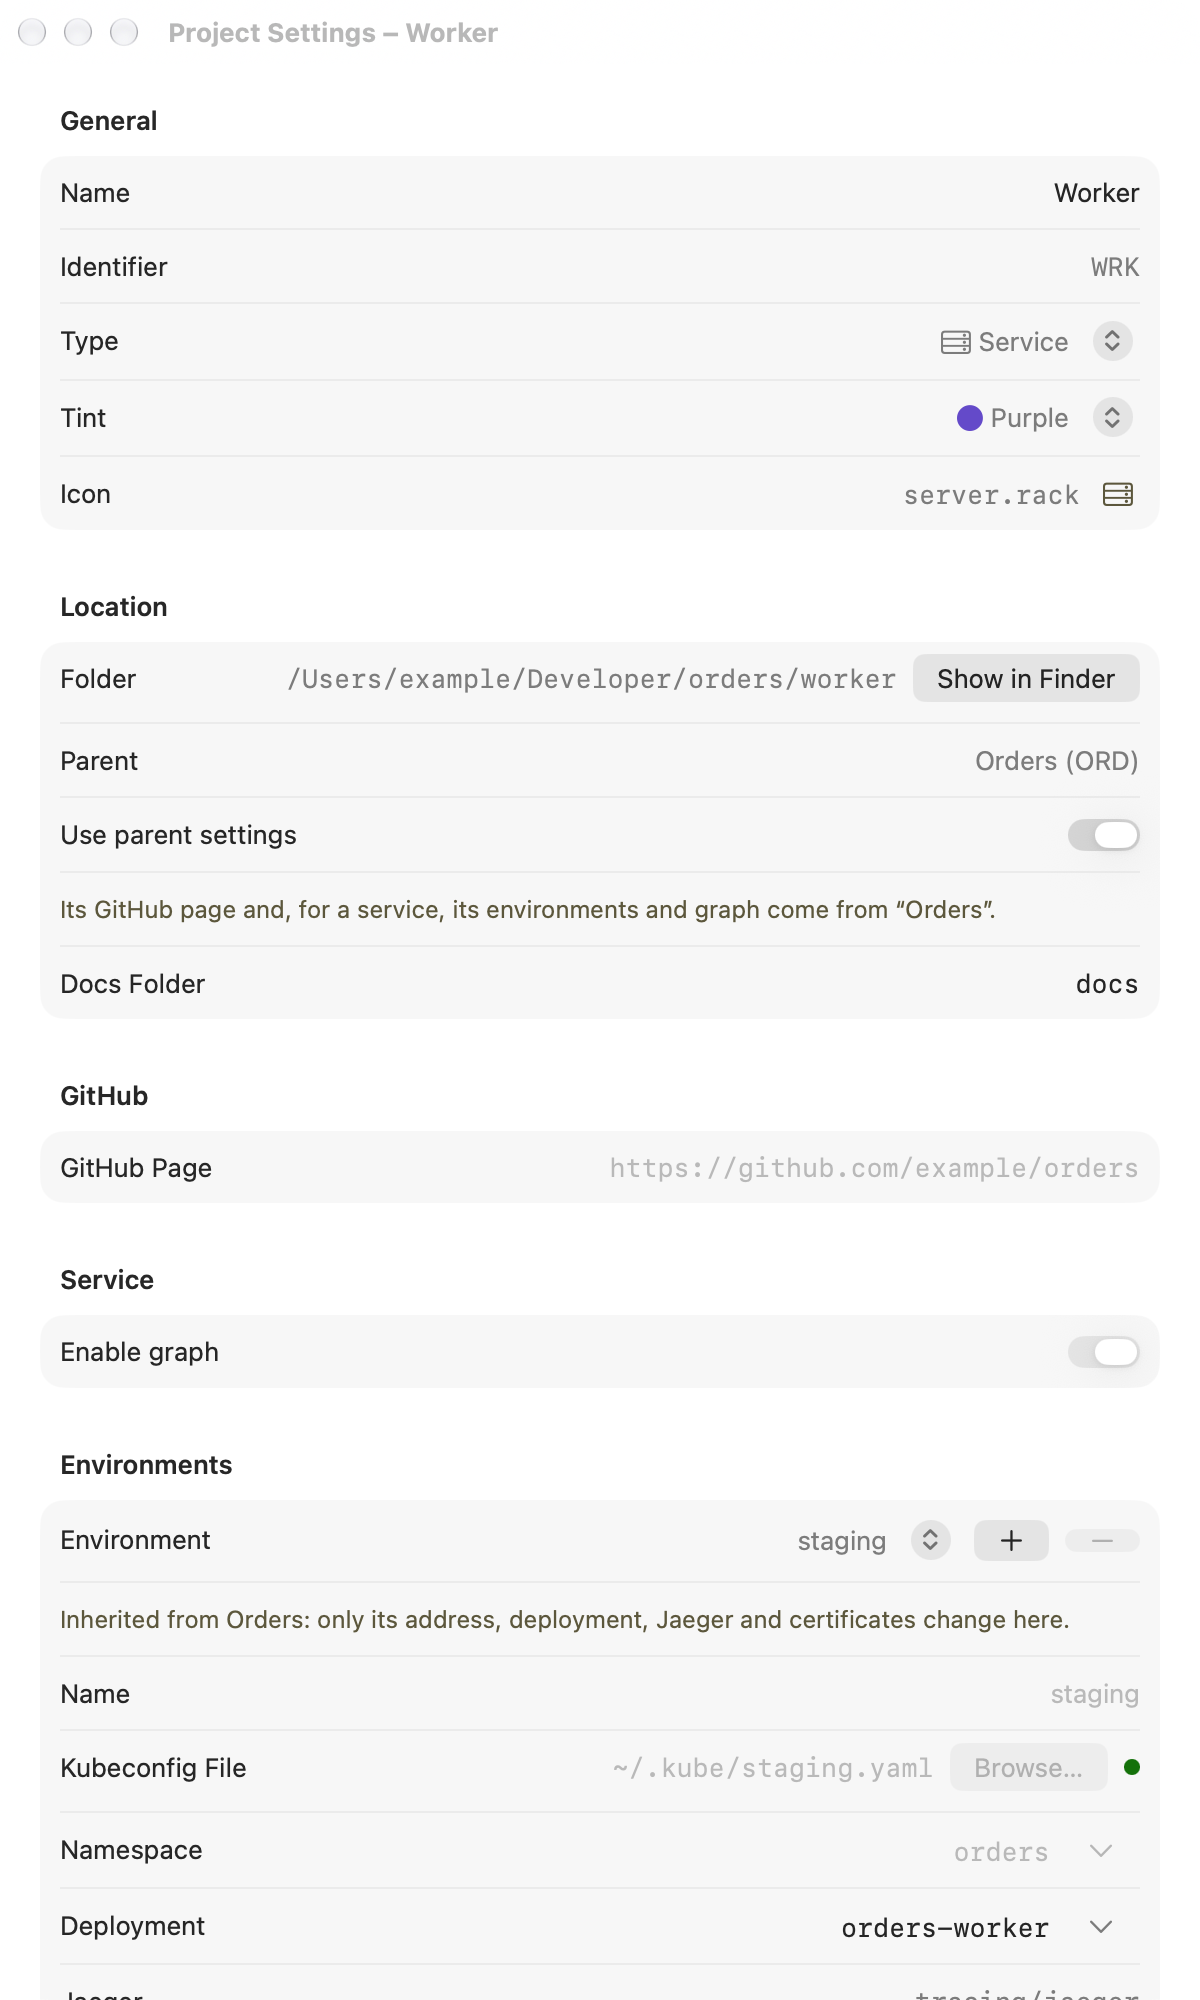 Project Settings – Worker
General
Name Worker
Identifier WRK
Type Service
Tint Purple
Icon server.rack
Location
Folder /Users/example/Developer/orders/worker Show in Finder
Parent Orders (ORD)
Use parent settings
Its GitHub page and, for a service, its environments and graph come from “Orders”.
Docs Folder docs
GitHub
GitHub Page https://github.com/example/orders
Service
Enable graph
Environments
Environment staging
Inherited from Orders: only its address, deployment, Jaeger and certificates change here.
Name staging
Kubeconfig File ~/.kube/staging.yaml Browse...
Namespace orders
Deployment orders-worker
Jaeger tracing/jaeger